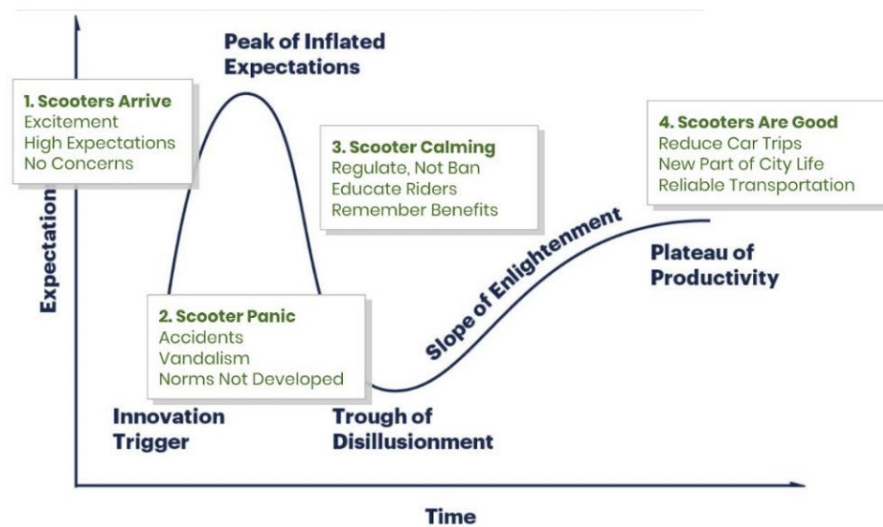 Peak of Inflated
Expectations
1. Scooters Arrive
Excitement
High Expectations
No Concerns
3. Scooter Calming
Regulate, Not Ban
Educate Riders
Remember Benefits
4. Scooters Are Good
Reduce Car Trips
New Part of City Life
Reliable Transportation
Expectation
Slope of Enlightenment
Plateau of
Productivity
2. Scooter Panic
Accidents
Vandalism
Norms Not Developed
Innovation
Trigger
Trough of
Disillusionment
Time